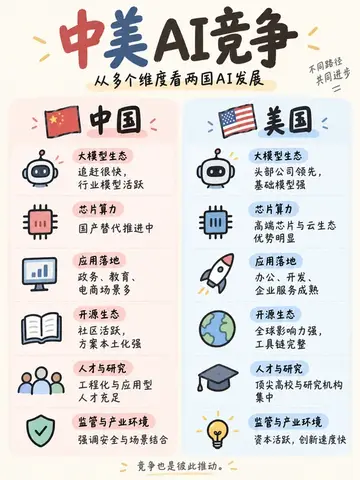 中美AI竞争
从多个维度看两国AI发展
不同路径
共同进步
中国
大模型生态
追赶很快，
行业模型活跃
芯片算力
国产替代推进中
应用落地
政务、教育、
电商场景多
开源生态
社区活跃，
方案本土化强
人才与研究
工程化与应用型
人才充足
监管与产业环境
强调安全与场景结合
美国
大模型生态
头部公司领先，
基础模型强
芯片算力
高端芯片与云生态
优势明显
应用落地
办公、开发、
企业服务成熟
开源生态
全球影响力强，
工具链完整
人才与研究
顶尖高校与研究机构
集中
监管与产业环境
资本活跃，创新速度快
竞争也是彼此推动。